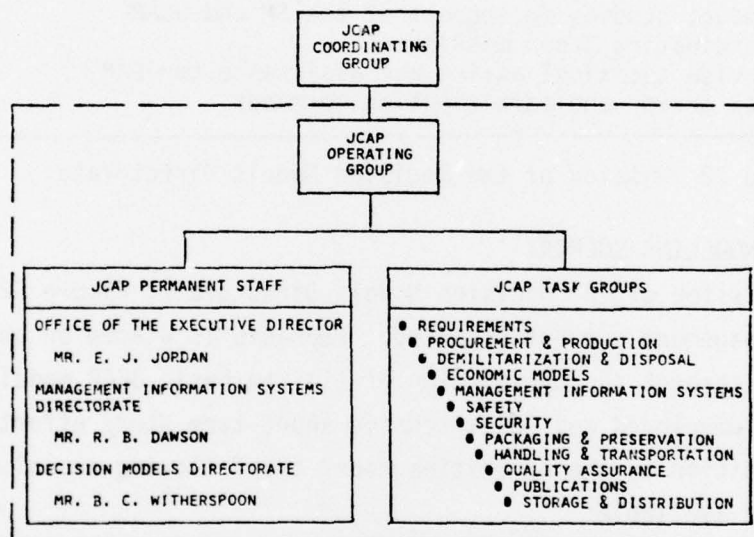 JCAP
COORDINATING
GROUP
JCAP
OPERATING
GROUP
JCAP PERMANENT STAFF
OFFICE OF THE EXECUTIVE DIRECTOR
MR. E. J. JORDAN
MANAGEMENT INFORMATION SYSTEMS
DIRECTORATE
MR. R. B. DAWSON
DECISION MODELS DIRECTORATE
MR. B. C. WITHERSPOON
JCAP TASY GROUPS
● REQUIREMENTS
● PROCUREMENT & PRODUCTION
● DEMILITARIZATION & DISPOSAL
● ECONOMIC MODELS
● MANAGEMENT INFORMATION SYSTEMS
● SAFETY
● SECURITY
● PACKAGING & PRESERVATION
● HANDLING & TRANSPORTATION
● QUALITY ASSURANCE
● PUBLICATIONS
● STORAGE & DISTRIBUTION